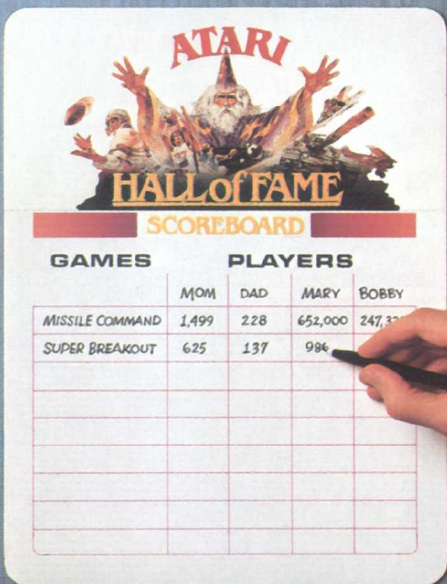 ATARI
HALL of FAME
SCOREBOARD
GAMES PLAYERS
MOM DAD MARY BOBBY
MISSILE COMMAND 1,499 228 652,000
SUPER BREAKOUT 625 137 986